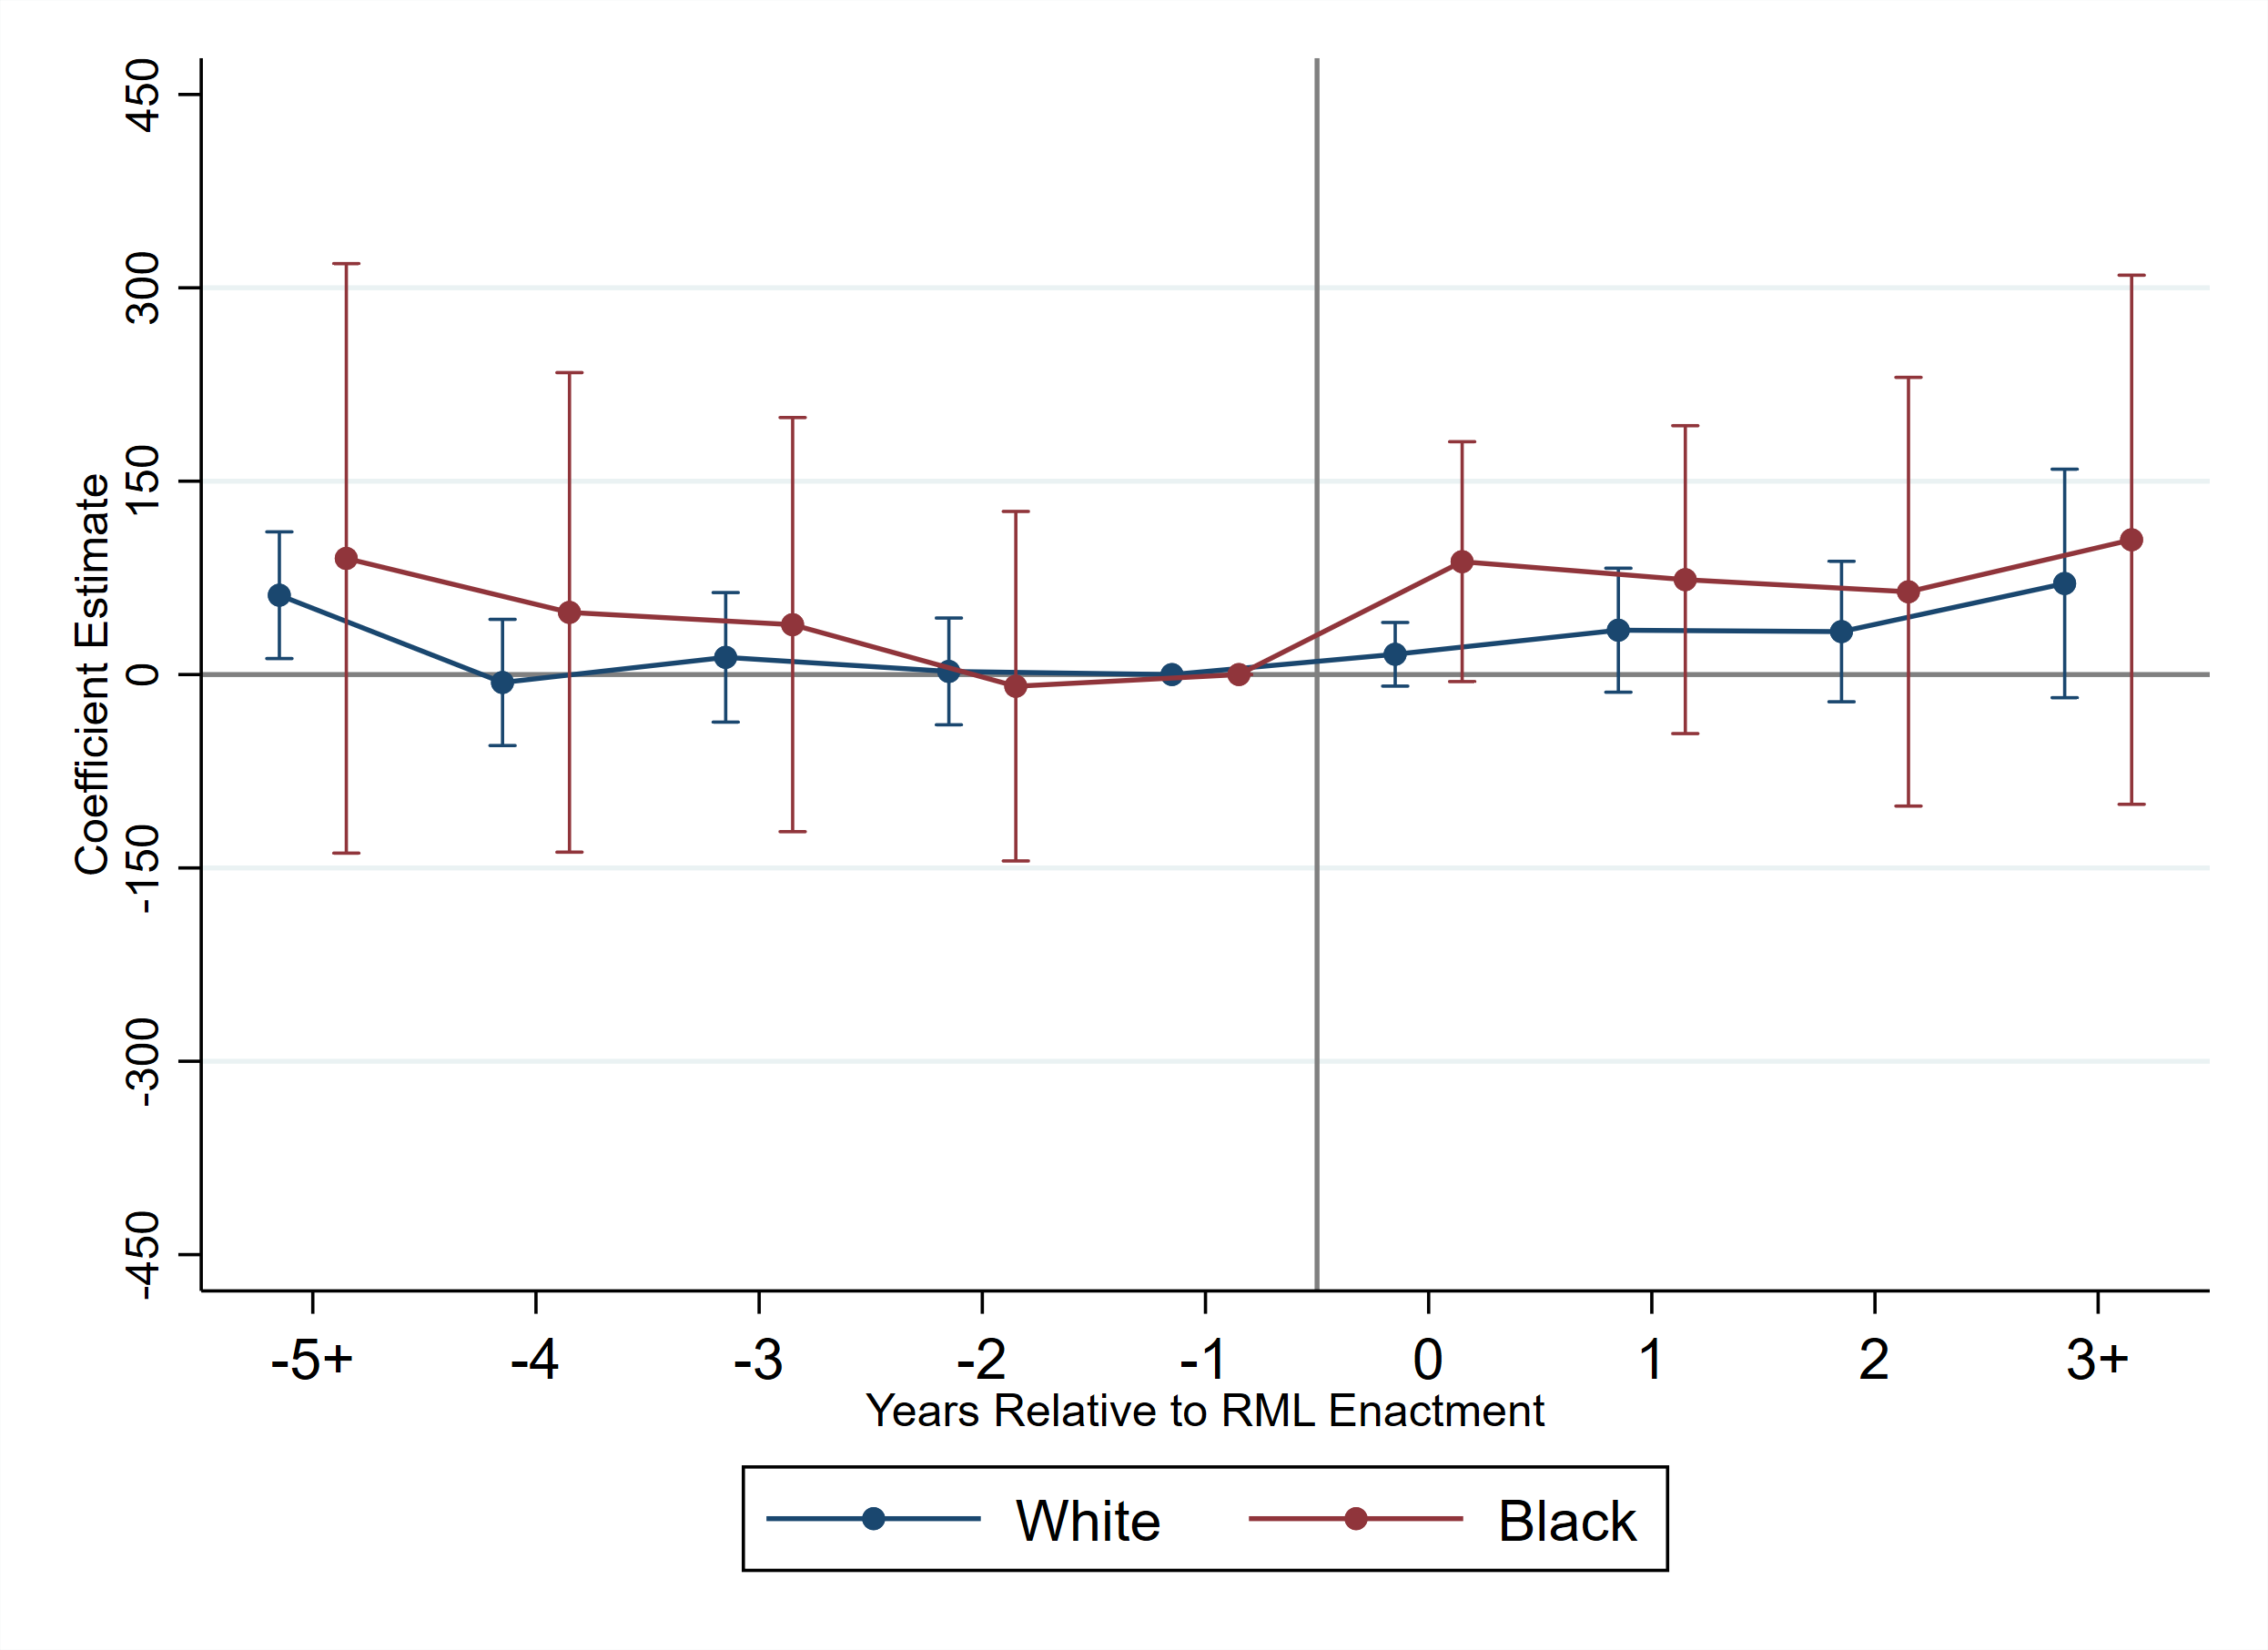 450
300
150
0
-150
-300
-450
Coefficient Estimate
-5+ -4 -3 -2 -1 0 1 2 3+
Years Relative to RML Enactment
White Black